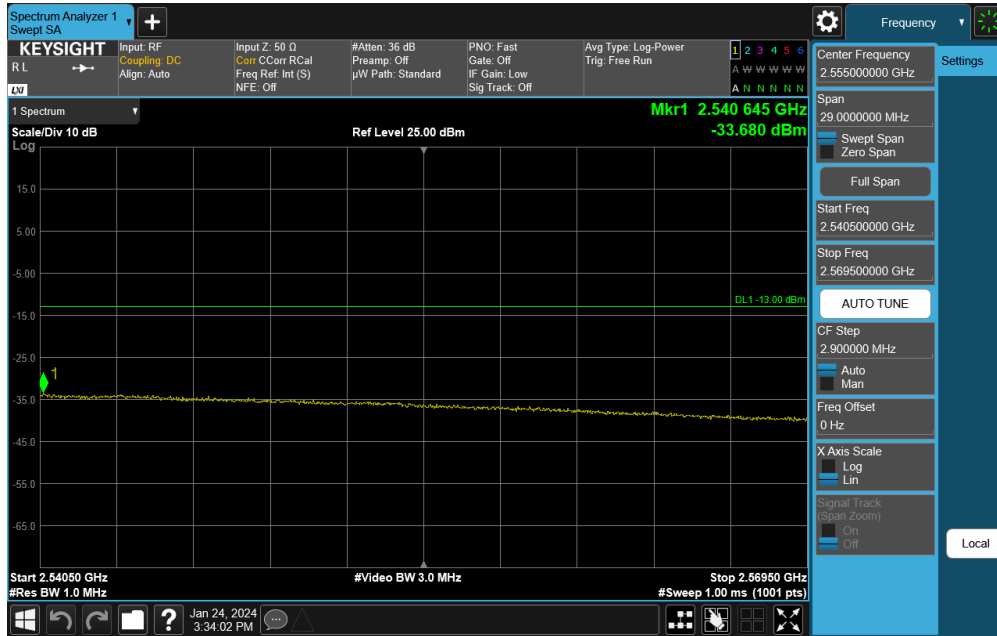 Spectrum Analyzer 1
Swept SA
+
Frequency
KEYSIGHT
R L
LXI
Input: RF
Coupling: DC
Align: Auto
Input Z: 50 Ω
Corr CCorr RCal
Freq Ref: Int (S)
NFE: Off
#Atten: 36 dB
Preamp: Off
µW Path: Standard
PNO: Fast
Gate: Off
IF Gain: Low
Sig Track: Off
Avg Type: Log-Power
Trig: Free Run
1 2 3 4 5 6
A W W W W W
A N N N N N
1 Spectrum
Scale/Div 10 dB
Log
Ref Level 25.00 dBm
Mkr1 2.540 645 GHz
-33.680 dBm
15.0
5.00
-5.00
-15.0
-25.0
-35.0
-45.0
-55.0
-65.0
DL1 -13.00 dBm
1
Start 2.54050 GHz
#Res BW 1.0 MHz
#Video BW 3.0 MHz
Stop 2.56950 GHz
#Sweep 1.00 ms (1001 pts)
Center Frequency
2.555000000 GHz
Span
29.0000000 MHz
Swept Span
Zero Span
Full Span
Start Freq
2.540500000 GHz
Stop Freq
2.569500000 GHz
AUTO TUNE
CF Step
2.900000 MHz
Auto
Man
Freq Offset
0 Hz
X Axis Scale
Log
Lin
Signal Track
(Span Zoom)
On
Off
Settings
Local
?
Jan 24, 2024
3:34:02 PM